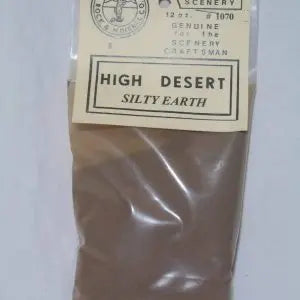 SCENERY
12 oz. # 1070
GENUINE
for the
SCENERY
CRAFTSMAN
HIGH DESERT
SILTY EARTH